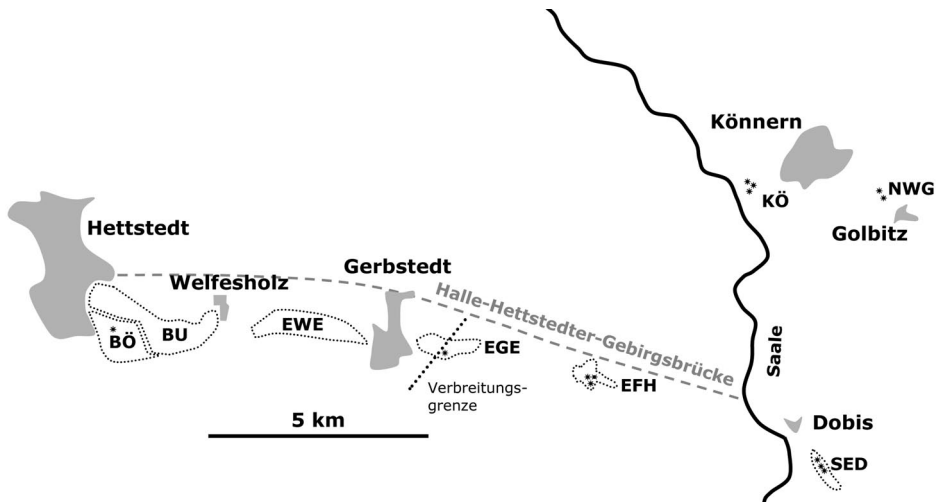 Könnern
KÖ
NWG
Golbitz
Hettstedt
Welfesholz
Gerbstedt
Halle-Hettstedter-Gebirgsbrücke
BÖ
BU
EWE
EGE
EFH
Verbreitungs-
grenze
Saale
5 km
Dobis
SED